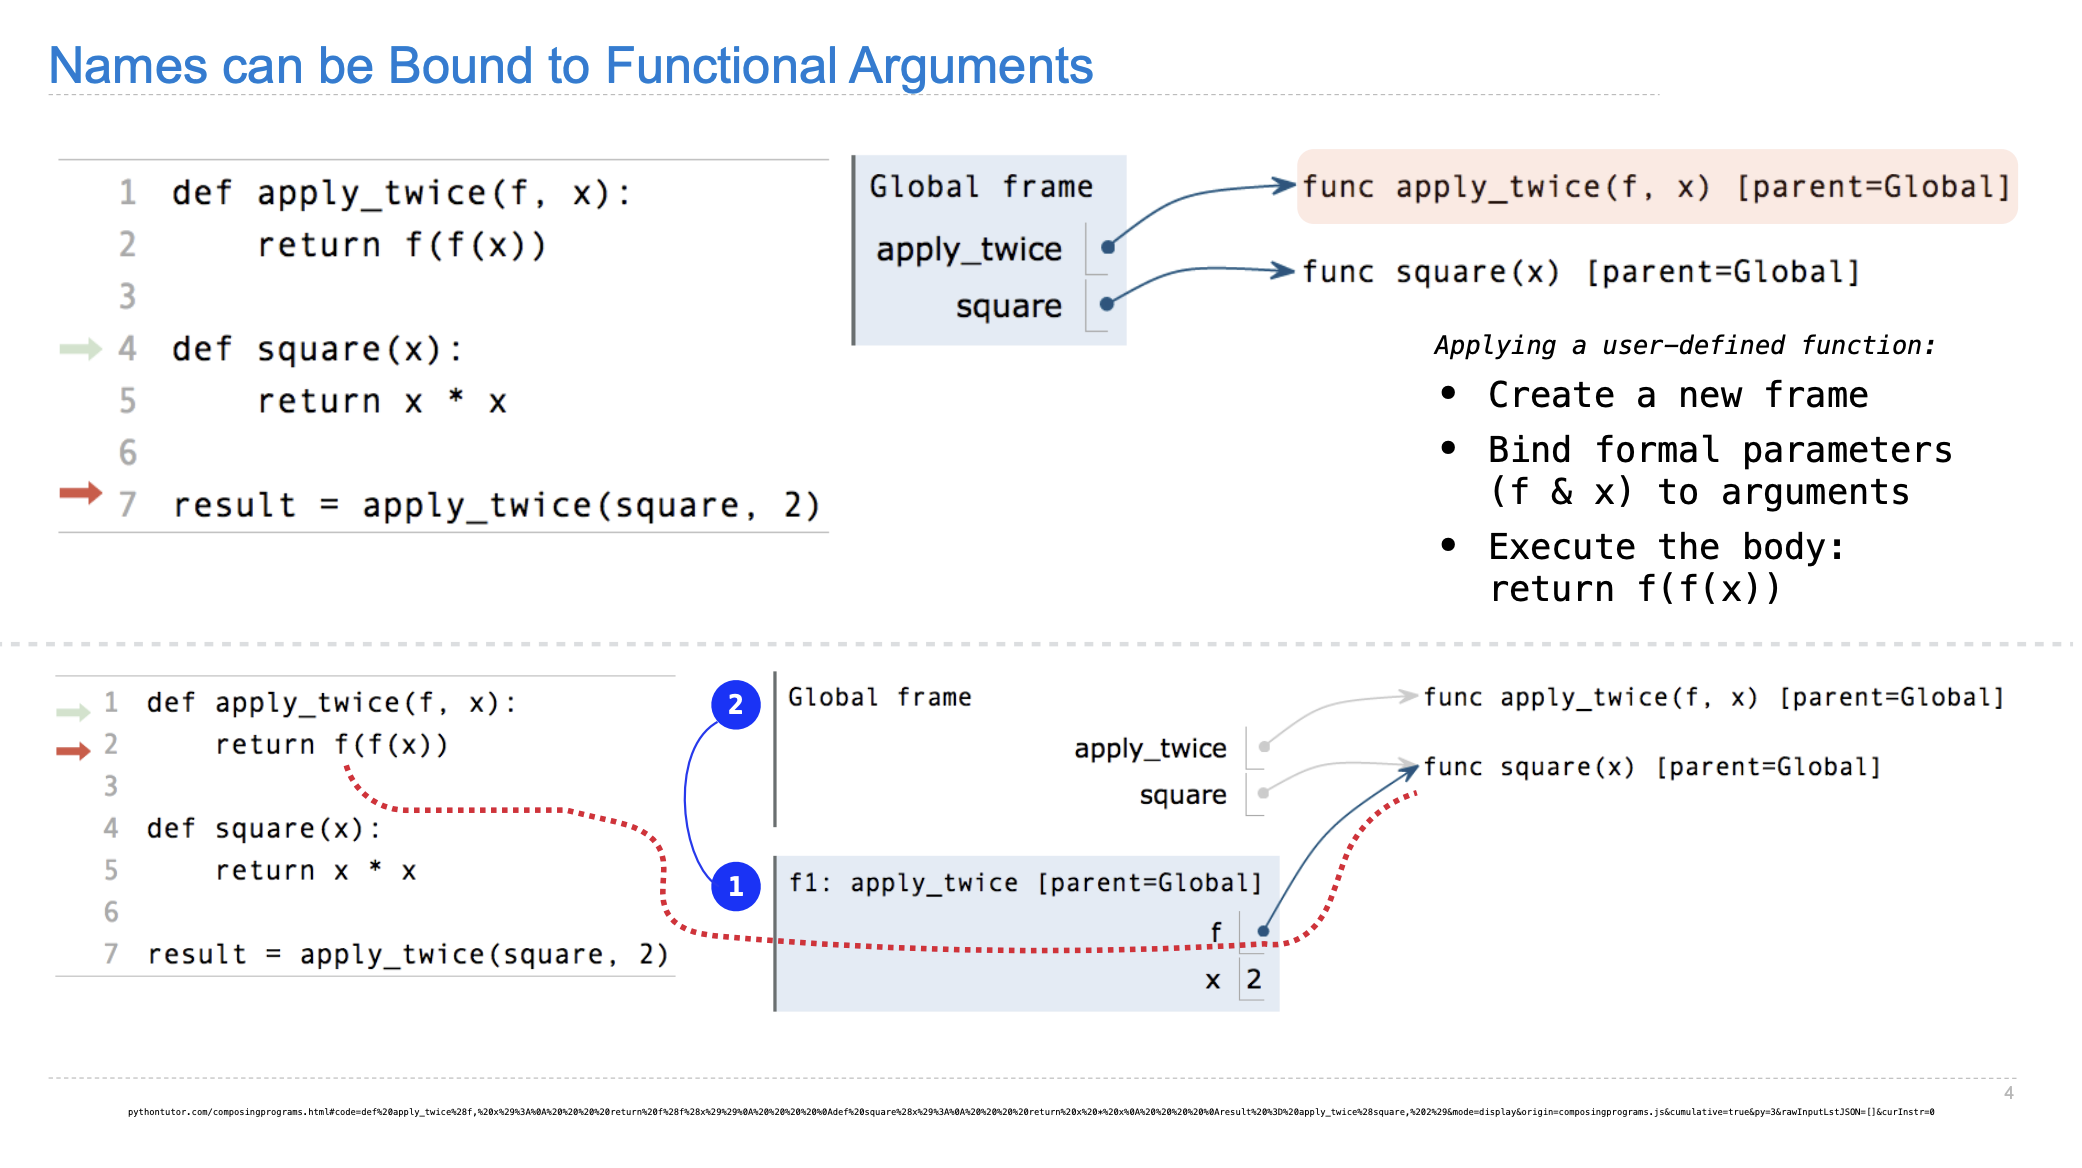 Names can be Bound to Functional Arguments
1 def apply_twice(f, x):
2 return f(f(x))
3
4 def square(x):
5 return x * x
6
7 result = apply_twice(square, 2)
Global frame
apply_twice
square
func apply_twice(f, x) [parent=Global]
func square(x) [parent=Global]
Applying a user-defined function:
• Create a new frame
• Bind formal parameters
(f & x) to arguments
• Execute the body:
return f(f(x))
1 def apply_twice(f, x):
2 return f(f(x))
3
4 def square(x):
5 return x * x
6
7 result = apply_twice(square, 2)
2
Global frame
apply_twice
square
1
f1: apply_twice [parent=Global]
f
x 2
func apply_twice(f, x) [parent=Global]
func square(x) [parent=Global]
4
pythontutor.com/composingprograms.html#code=def%20apply_twice%28f,%20x%29%3A%0A%20%20%20%20return%20f%28f%28x%29%29%0A%20%20%20%20%0Adef%20square%28x%29%3A%0A%20%20%20%20return%20x%20*%20x%0A%20%20%20%20%0Aresult%20%3D%20apply_twice%28square,%202%29&mode=display&origin=composingprograms.js&cumulative=true&py=3&rawInputLstJSON=[]&curInstr=0